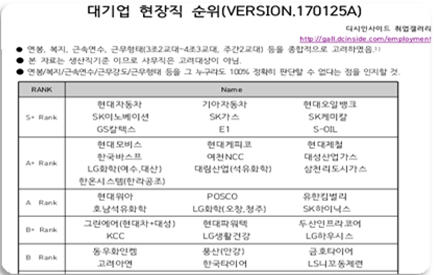 대기업 현장직 순위(VERSION.170125A)
디시인사이드 취업갤러리
http://gall.dcinside.com/employment
● 연봉, 복지, 근속연수, 근무형태(3조2교대~4조3교대, 주간2교대) 등을 종합적으로 고려하였음.1)
● 본 자료는 생산직기준 이므로 사무직은 고려대상이 아님.
● 연봉/복지/근속연수/근무강도/근무형태 등을 그 누구라도 100% 정확히 판단할 수 없다는 점을 인지할 것.
RANK Name
S+ Rank
현대자동차 기아자동차 현대오일뱅크
SK이노베이션 SK가스 SK케미칼
GS칼텍스 E1 S-OIL
A+ Rank
현대모비스 현대케피코 현대제철
한국바스프 여천NCC 대성산업가스
LG화학(여수,대산) 대림산업(석유화학) 삼천리도시가스
한온시스템(한라공조)
A Rank
현대위아 POSCO 유한킴벌리
호남석유화학 LG화학(오창,청주) SK하이닉스
B+ Rank
그린에어(현대차+대성) 현대파워텍 두산인프라코어
KCC LG생활건강 LG하우시스
B Rank
동우화인켐 풍산(안강) 금호타이어
고려아연 한국타이어 LS니꼬동제련